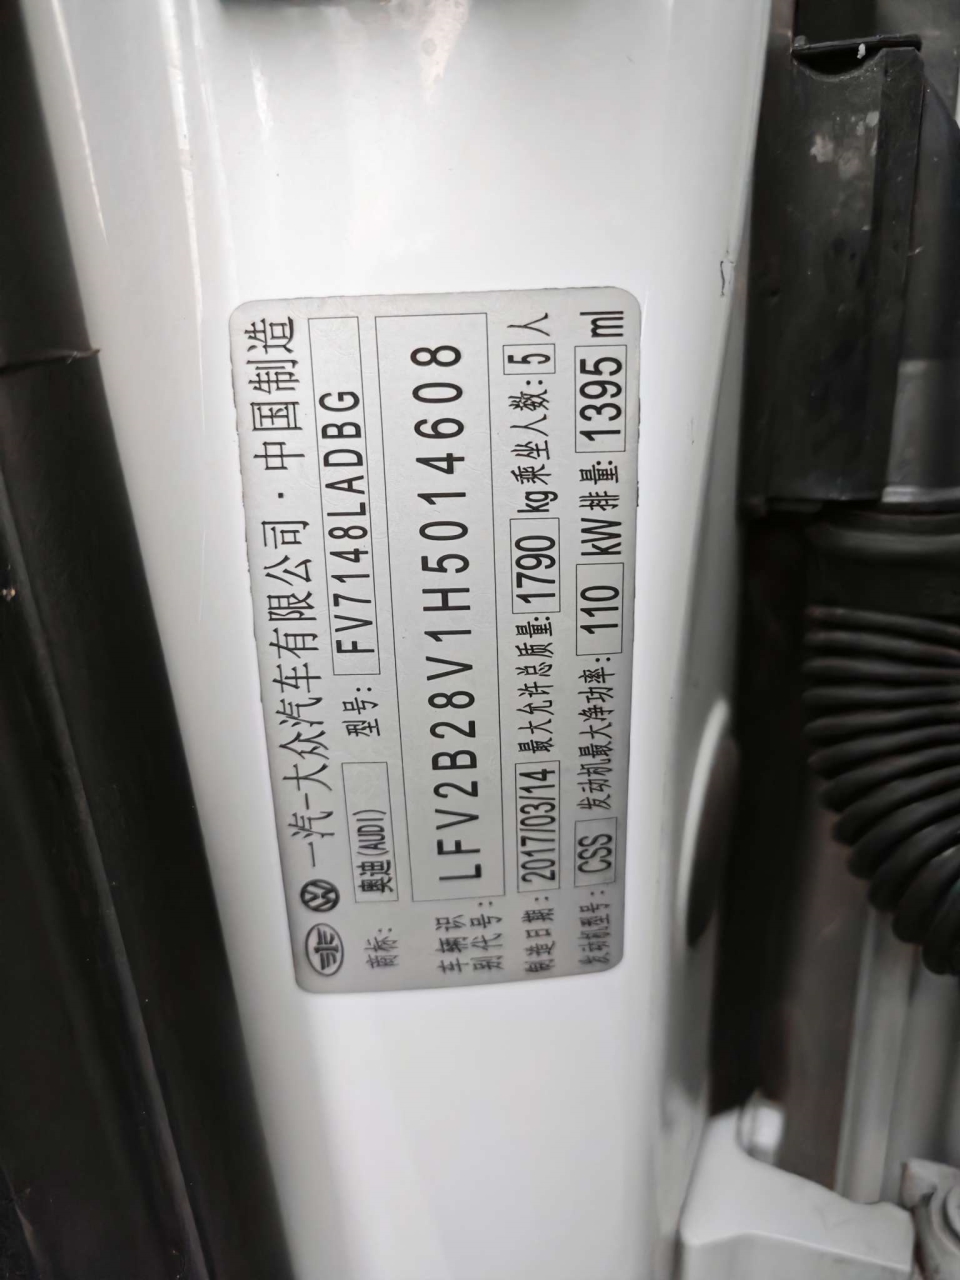 一汽-大众汽车有限公司·中国制造
商标: 奥迪(AUDI) 型号: FV7148LADBG
车辆识别代号: LFV2B28V1H5014608
制造日期: 2017/03/14 最大允许总质量: 1790 kg 乘坐人数: 5 人
发动机型号: CSS 发动机最大净功率: 110 kW 排量: 1395 ml